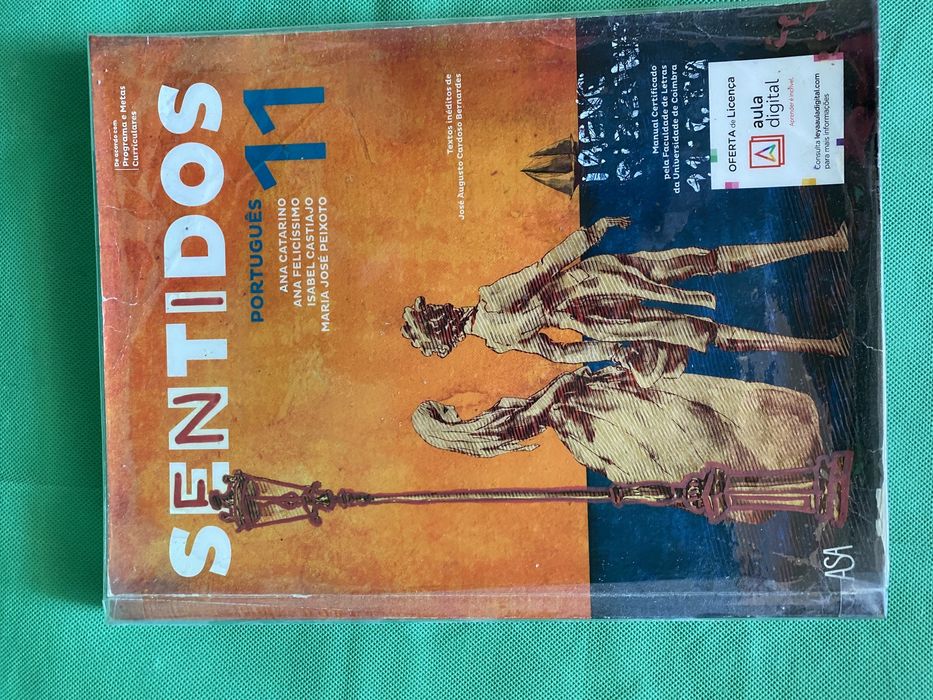 De acordo com
Programa e Metas
Curriculares
SENTIDOS
PORTUGUÊS 11
ANA CATARINO
ANA FELICÍSSIMO
ISABEL CASTIAJO
MARIA JOSÉ PEIXOTO
Textos inéditos de
José Augusto Cardoso Bernardes
Manual Certificado
pela Faculdade de Letras
da Universidade de Coimbra
OFERTA de Licença
aula
digital
Aprender é incrível.
Consulta leyaauladigital.com
para mais informações
ASA